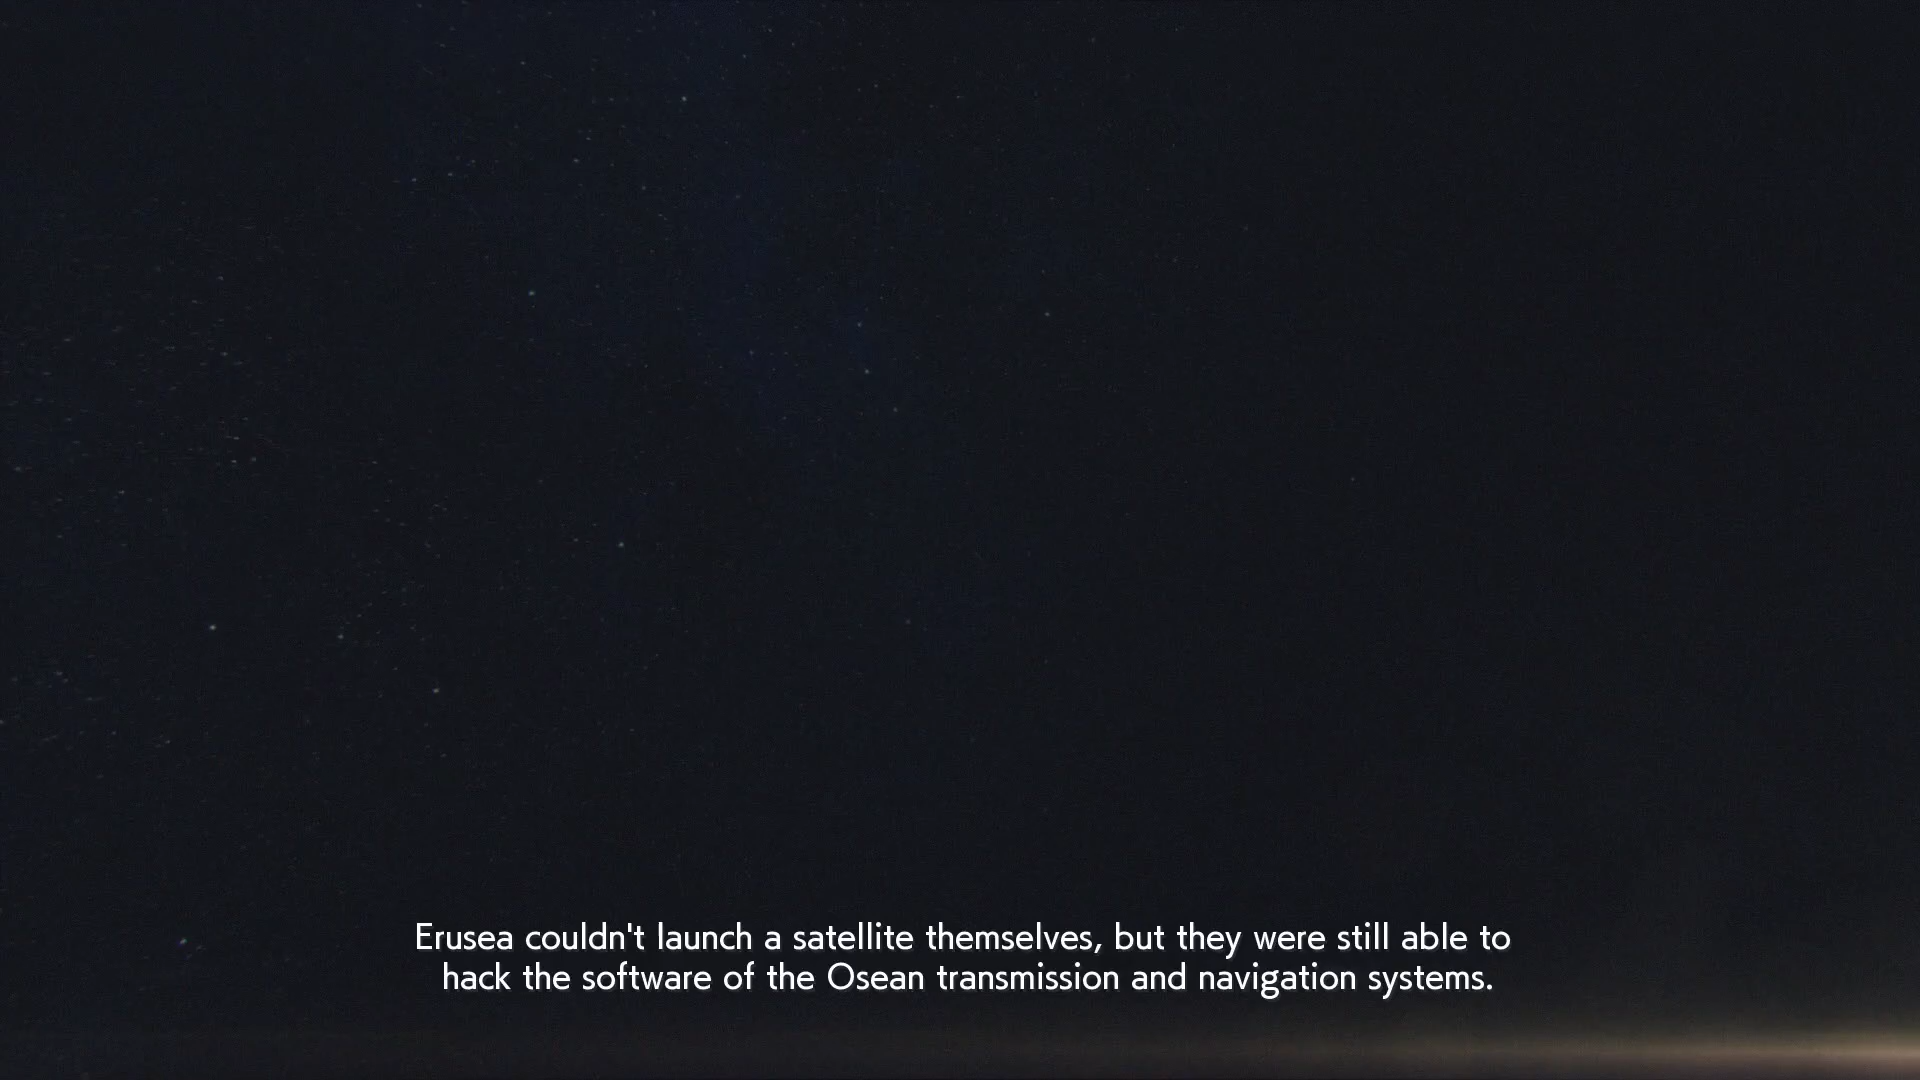 Erusea couldn't launch a satellite themselves, but they were still able to
hack the software of the Osean transmission and navigation systems.